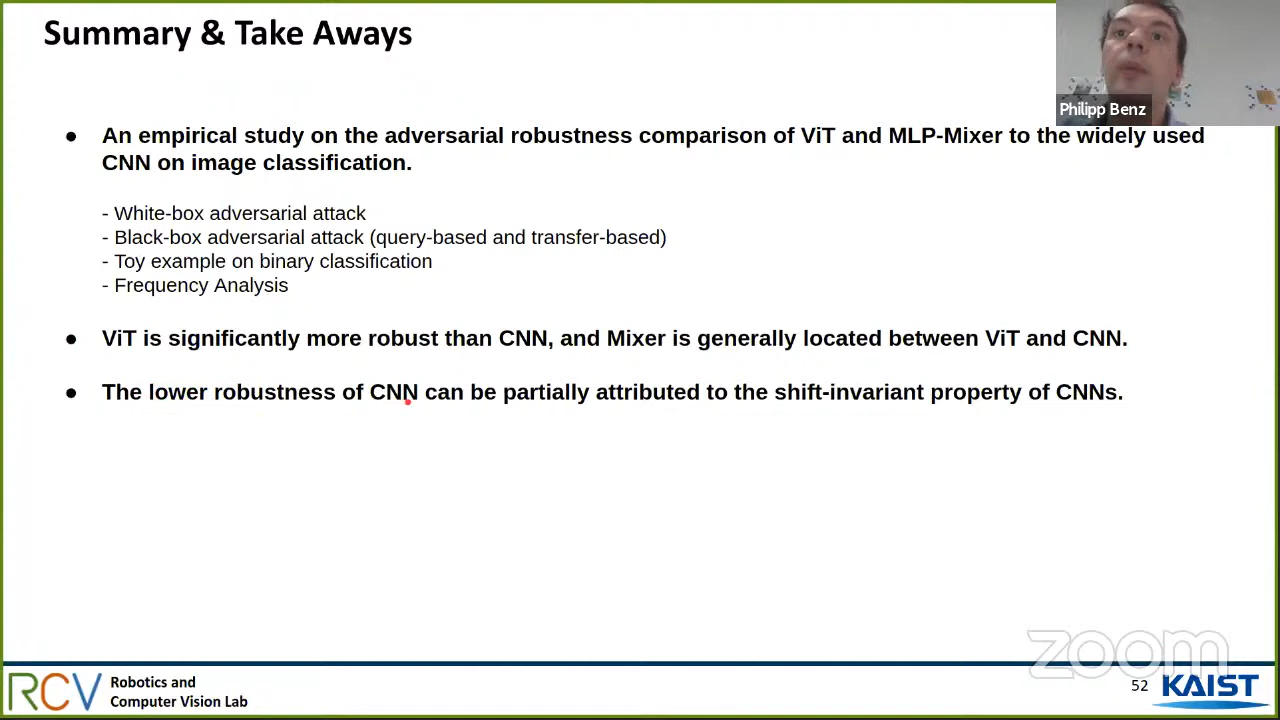 Summary & Take Aways
Philipp Benz
● An empirical study on the adversarial robustness comparison of ViT and MLP-Mixer to the widely used
CNN on image classification.
- White-box adversarial attack
- Black-box adversarial attack (query-based and transfer-based)
- Toy example on binary classification
- Frequency Analysis
● ViT is significantly more robust than CNN, and Mixer is generally located between ViT and CNN.
● The lower robustness of CNN can be partially attributed to the shift-invariant property of CNNs.
zoom
RCV
Robotics and
Computer Vision Lab
52
KAIST